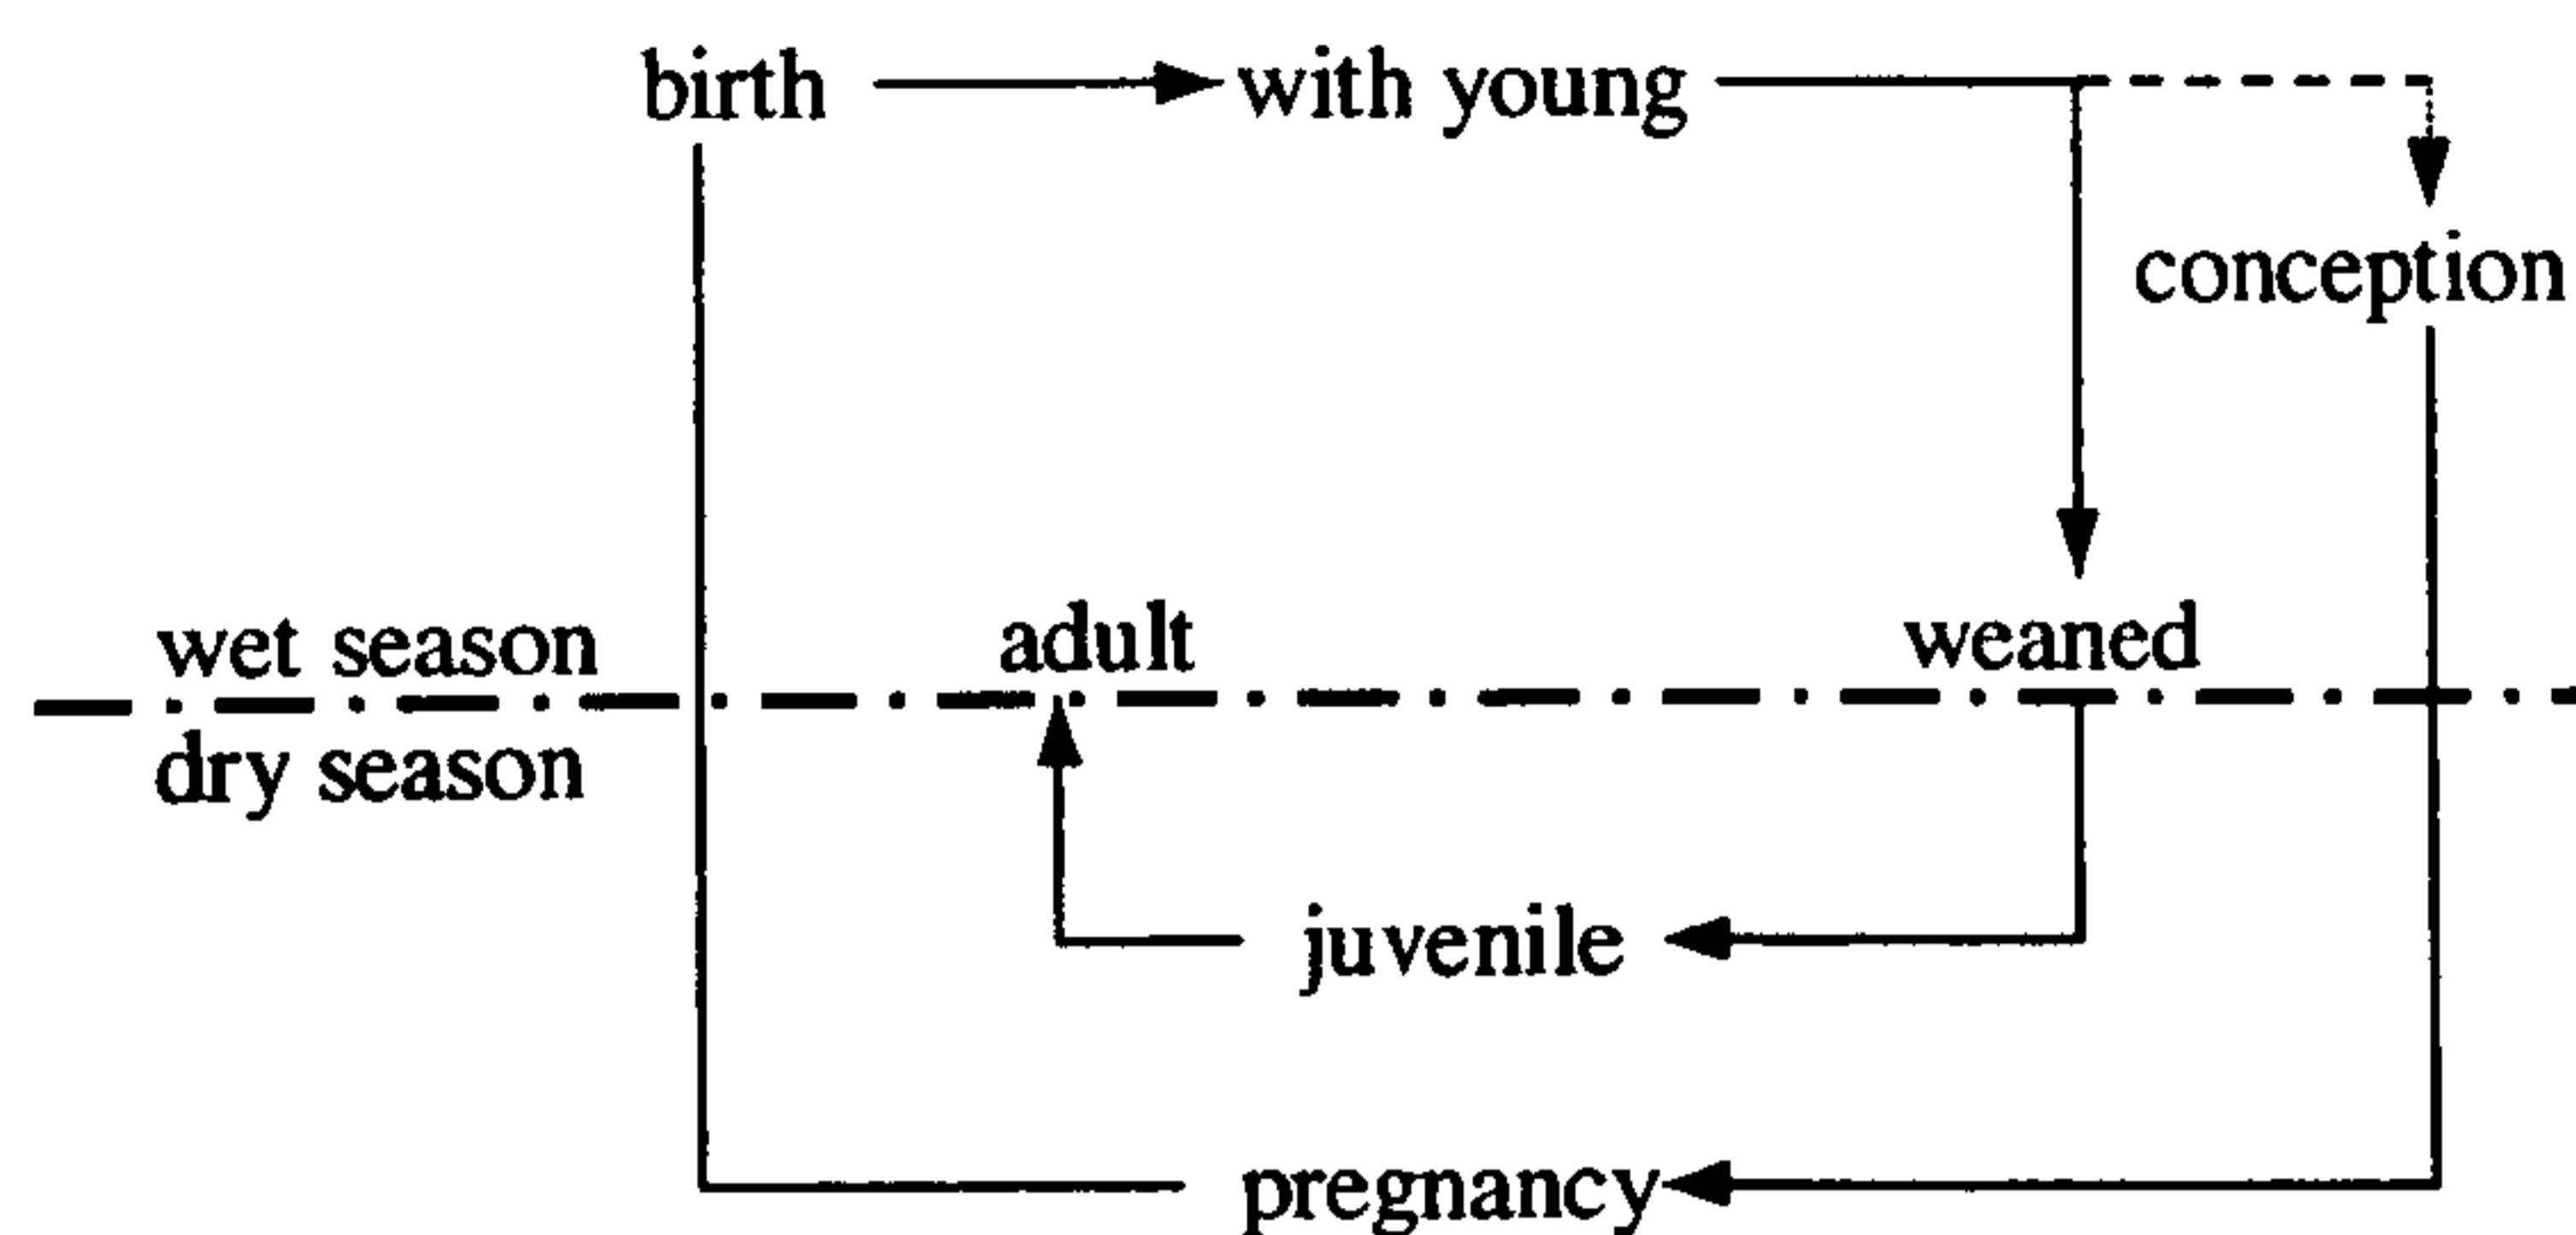 birth with young
conception
wet season adult weaned
dry season
juvenile
pregnancy